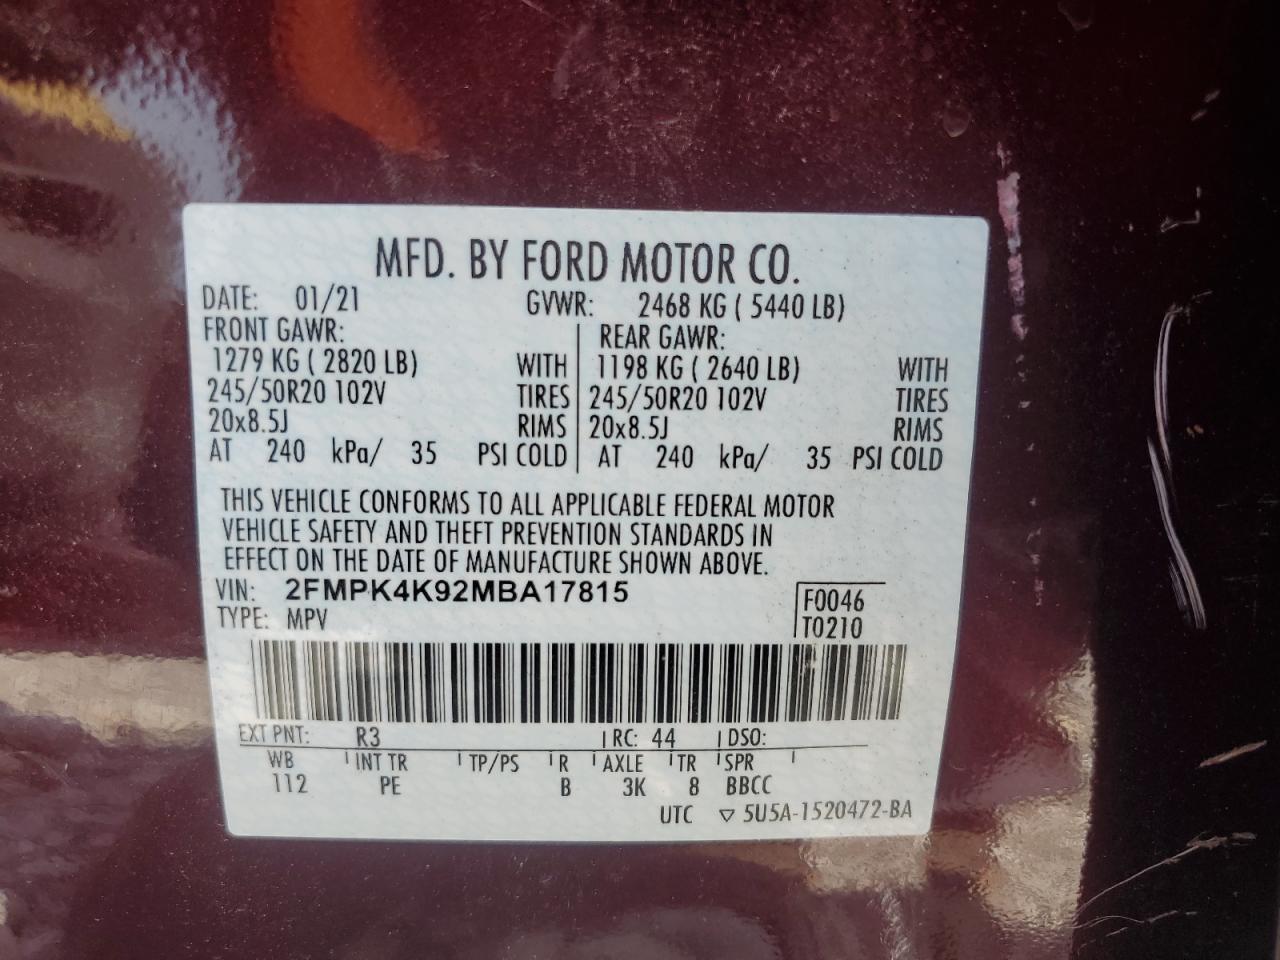 MFD. BY FORD MOTOR CO.
DATE: 01/21 GVWR: 2468 KG ( 5440 LB)
FRONT GAWR: REAR GAWR:
1279 KG ( 2820 LB) WITH 1198 KG ( 2640 LB) WITH
245/50R20 102V TIRES 245/50R20 102V TIRES
20x8.5J RIMS 20x8.5J RIMS
AT 240 kPa/ 35 PSI COLD AT 240 kPa/ 35 PSI COLD
THIS VEHICLE CONFORMS TO ALL APPLICABLE FEDERAL MOTOR
VEHICLE SAFETY AND THEFT PREVENTION STANDARDS IN
EFFECT ON THE DATE OF MANUFACTURE SHOWN ABOVE.
VIN: 2FMPK4K92MBA17815 F0046
TYPE: MPV T0210
EXT PNT: R3 RC: 44 DSO:
WB INT TR TP/PS R AXLE TR SPR
112 PE B 3K 8 BBCC
UTC ▽ 5U5A-1520472-BA